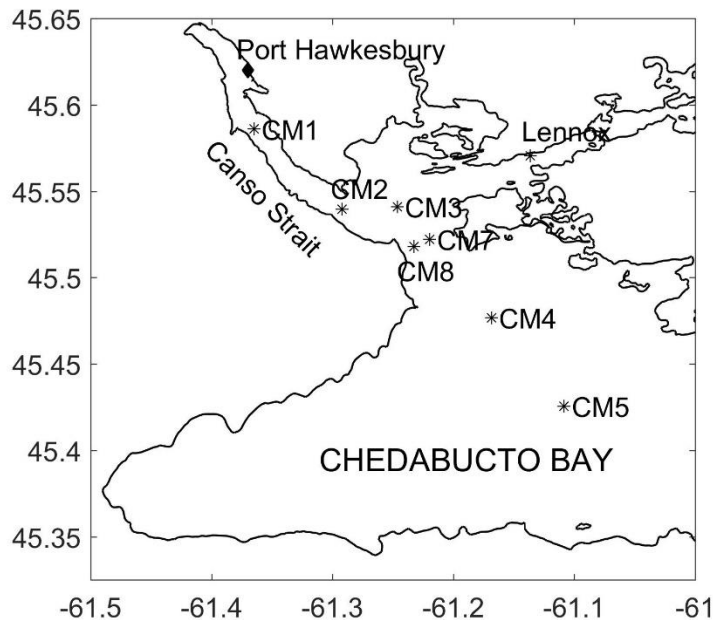 45.65
Port Hawkesbury
45.6
CM1
Lennox
Canso Strait
45.55
CM2
CM3
CM7
CM8
45.5
CM4
45.45
CM5
45.4
CHEDABUCTO BAY
45.35
-61.5 -61.4 -61.3 -61.2 -61.1 -61